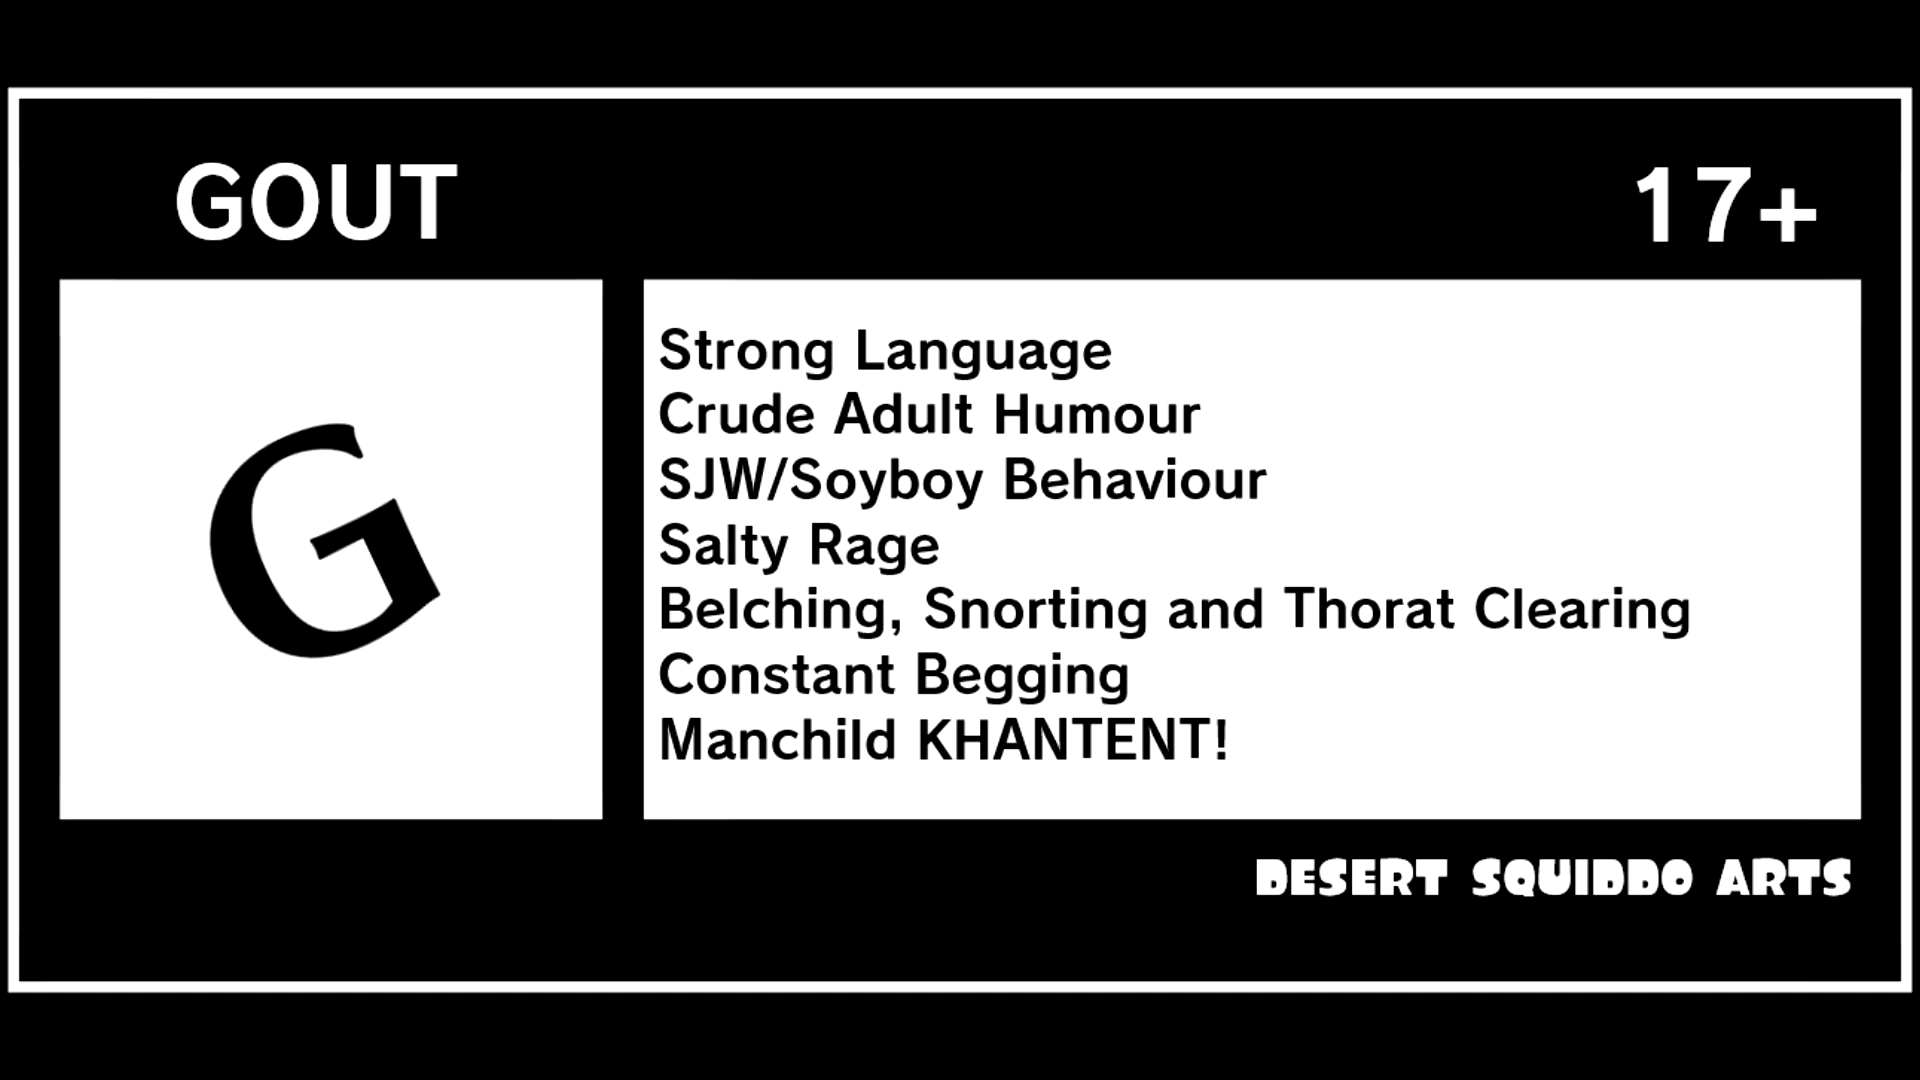 GOUT
17+
G
Strong Language
Crude Adult Humour
SJW/Soyboy Behaviour
Salty Rage
Belching, Snorting and Thorat Clearing
Constant Begging
Manchild KHANTENT!
DESERT SQUIDDO ARTS